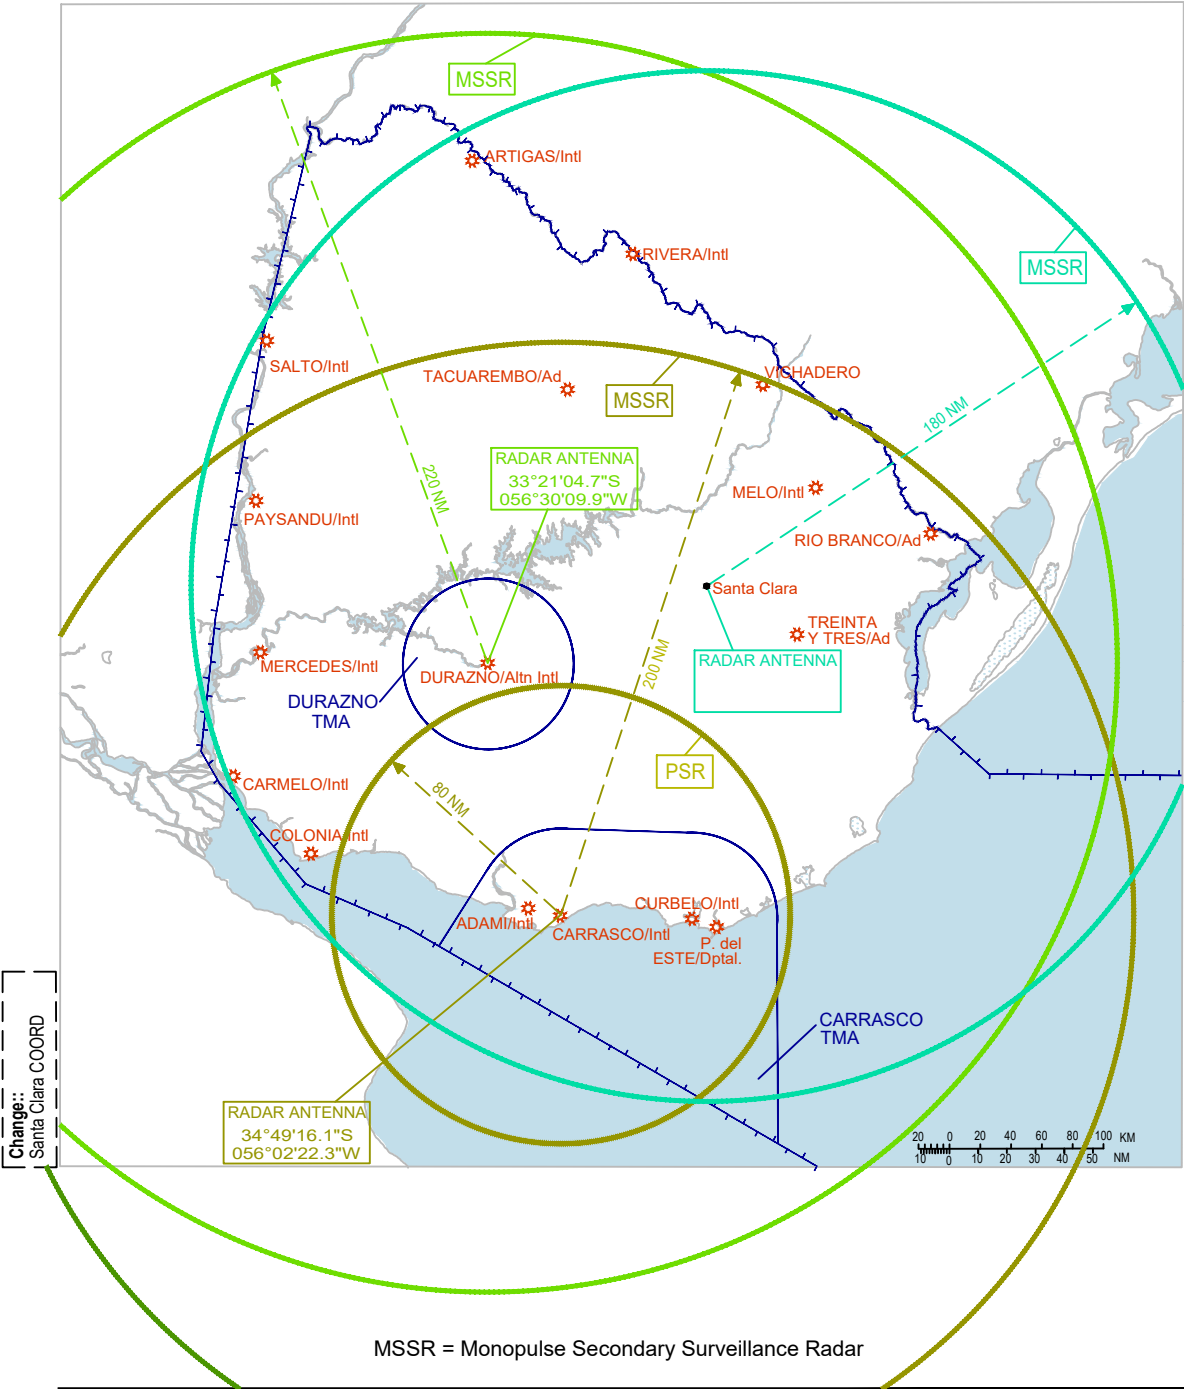 MSSR
ARTIGAS/Intl
RIVERA/Intl
MSSR
SALTO/Intl
TACUAREMBO/Ad
VICHADERO
MSSR
180 NM
RADAR ANTENNA
33°21'04.7"S
056°30'09.9"W
220 NM
MELO/Intl
PAYSANDU/Intl
RIO BRANCO/Ad
Santa Clara
TREINTA
Y TRES/Ad
MERCEDES/Intl
200 NM
RADAR ANTENNA
DURAZNO/Altn Intl
DURAZNO
TMA
PSR
CARMELO/Intl
80 NM
COLONIA/Intl
CURBELO/Intl
ADAMI/Intl
CARRASCO/Intl
P. del
ESTE/Dptal.
CARRASCO
TMA
Change::
Santa Clara COORD
RADAR ANTENNA
34°49'16.1"S
056°02'22.3"W
20 0 20 40 60 80 100 KM
10 0 10 20 30 40 50 NM
MSSR = Monopulse Secondary Surveillance Radar